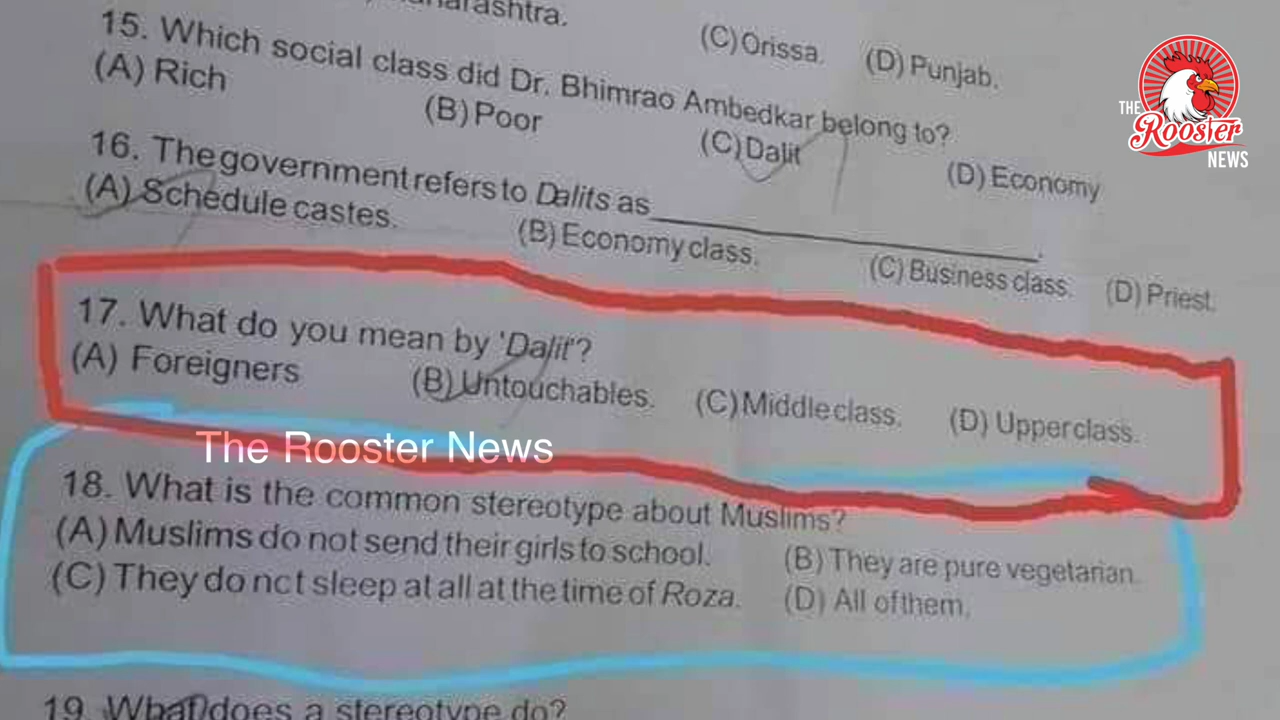 arashtra.
(C) Orissa. (D) Punjab.
15. Which social class did Dr. Bhimrao Ambedkar belong to?
(A) Rich (B) Poor (C) Dalit (D) Economy
16. The government refers to Dalits as ____________.
(A) Schedule castes. (B) Economy class. (C) Business class. (D) Priest.
17. What do you mean by 'Dalit'?
(A) Foreigners (B) Untouchables. (C) Middle class. (D) Upper class.
The Rooster News
18. What is the common stereotype about Muslims?
(A) Muslims do not send their girls to school. (B) They are pure vegetarian.
(C) They do nct sleep at all at the time of Roza. (D) All of them.
19. What does a stereotype do?
THE
Rooster
NEWS